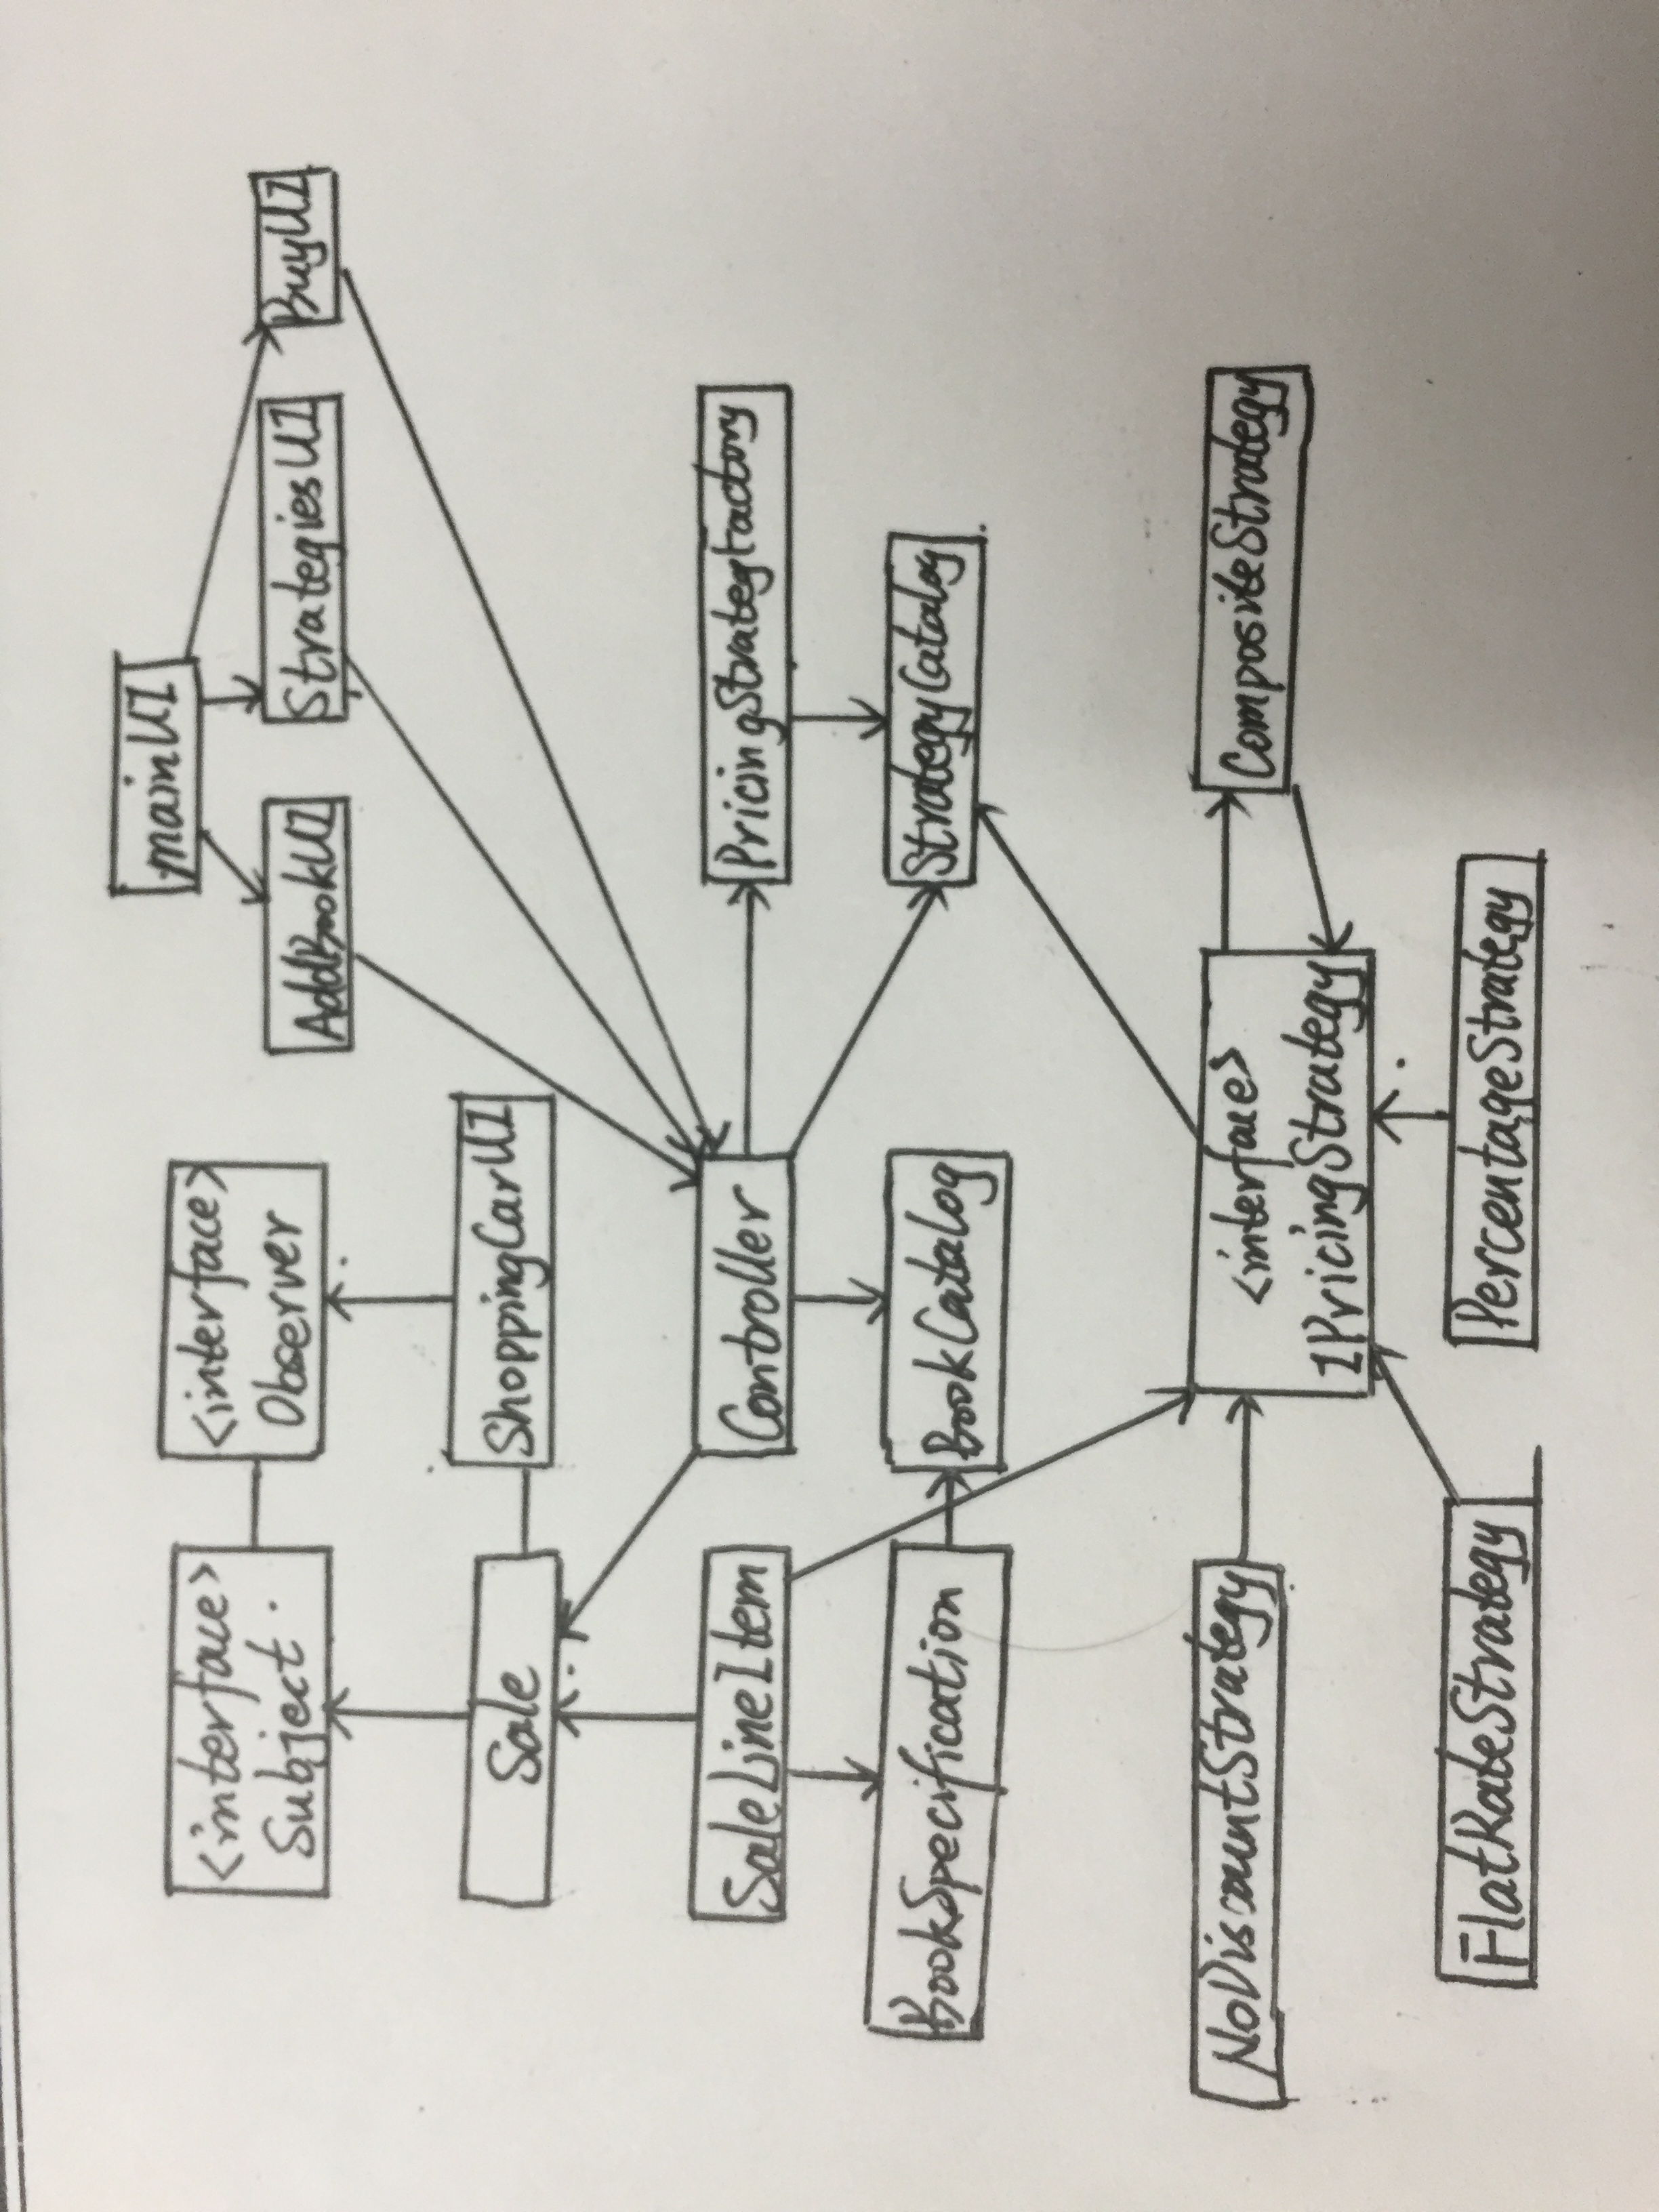 mainUI
<interface>
Subject.
<interface>
Observer
AddBookUI
StrategiesUI
BuyUI
Sale
ShoppingCarUI
SaleLineItem
Controller
PricingStrategFactory
BookSpecification
BookCatalog
StrategyCatalog
NoDiscountStrategy
<interface>
IPricingStrategy
CompositeStrategy
FlatRateStrategy
PercentageStrategy